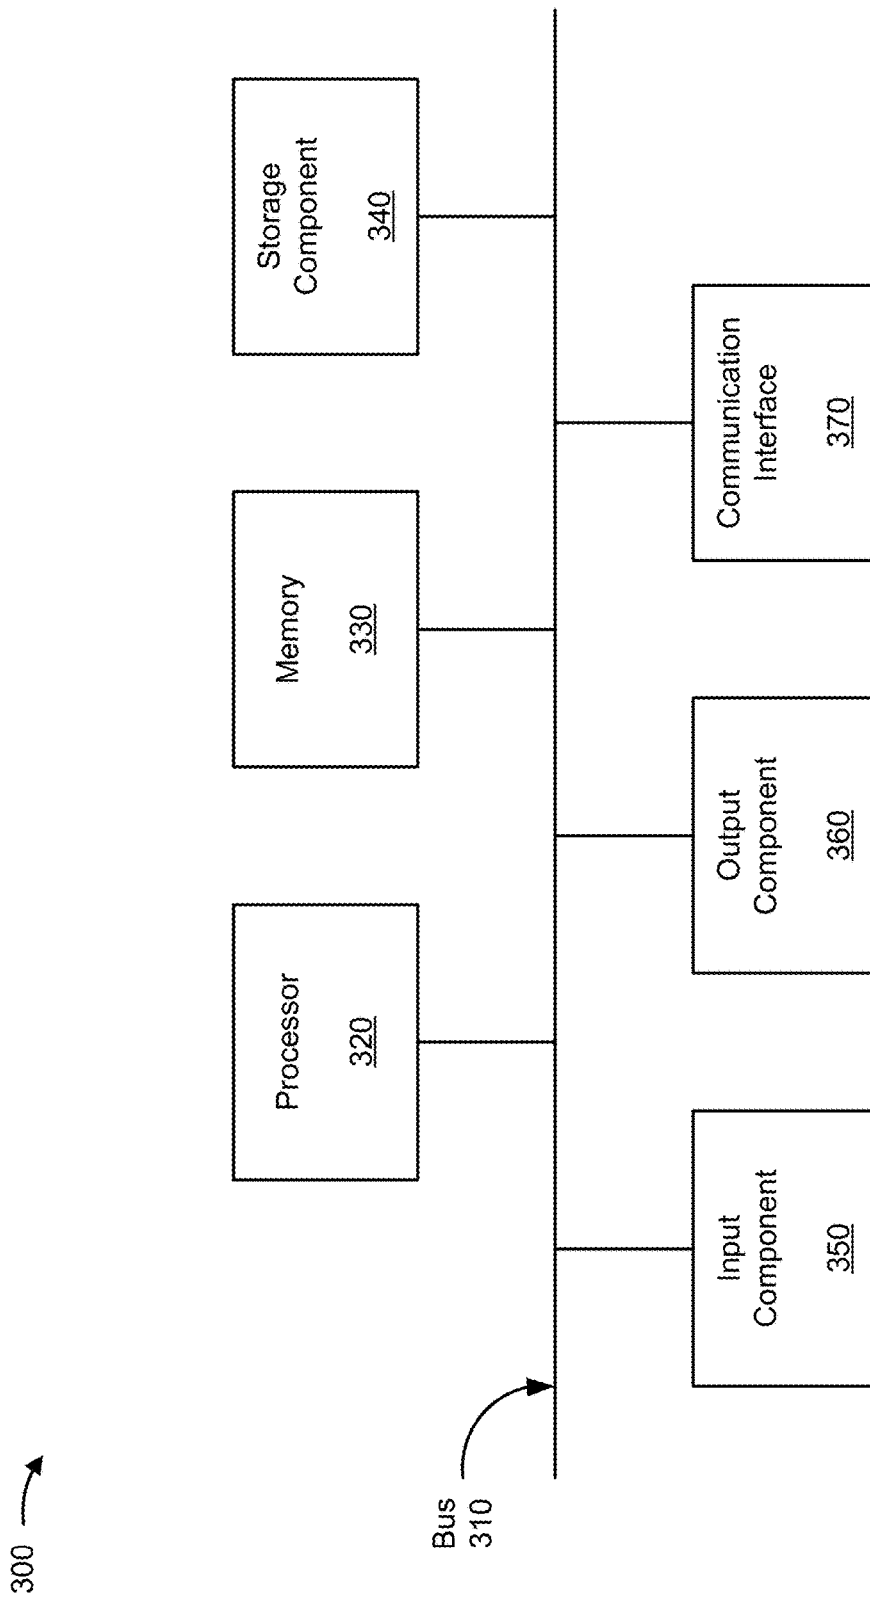 300
Processor
320
Memory
330
Storage
Component
340
Bus
310
Input
Component
350
Output
Component
360
Communication
Interface
370